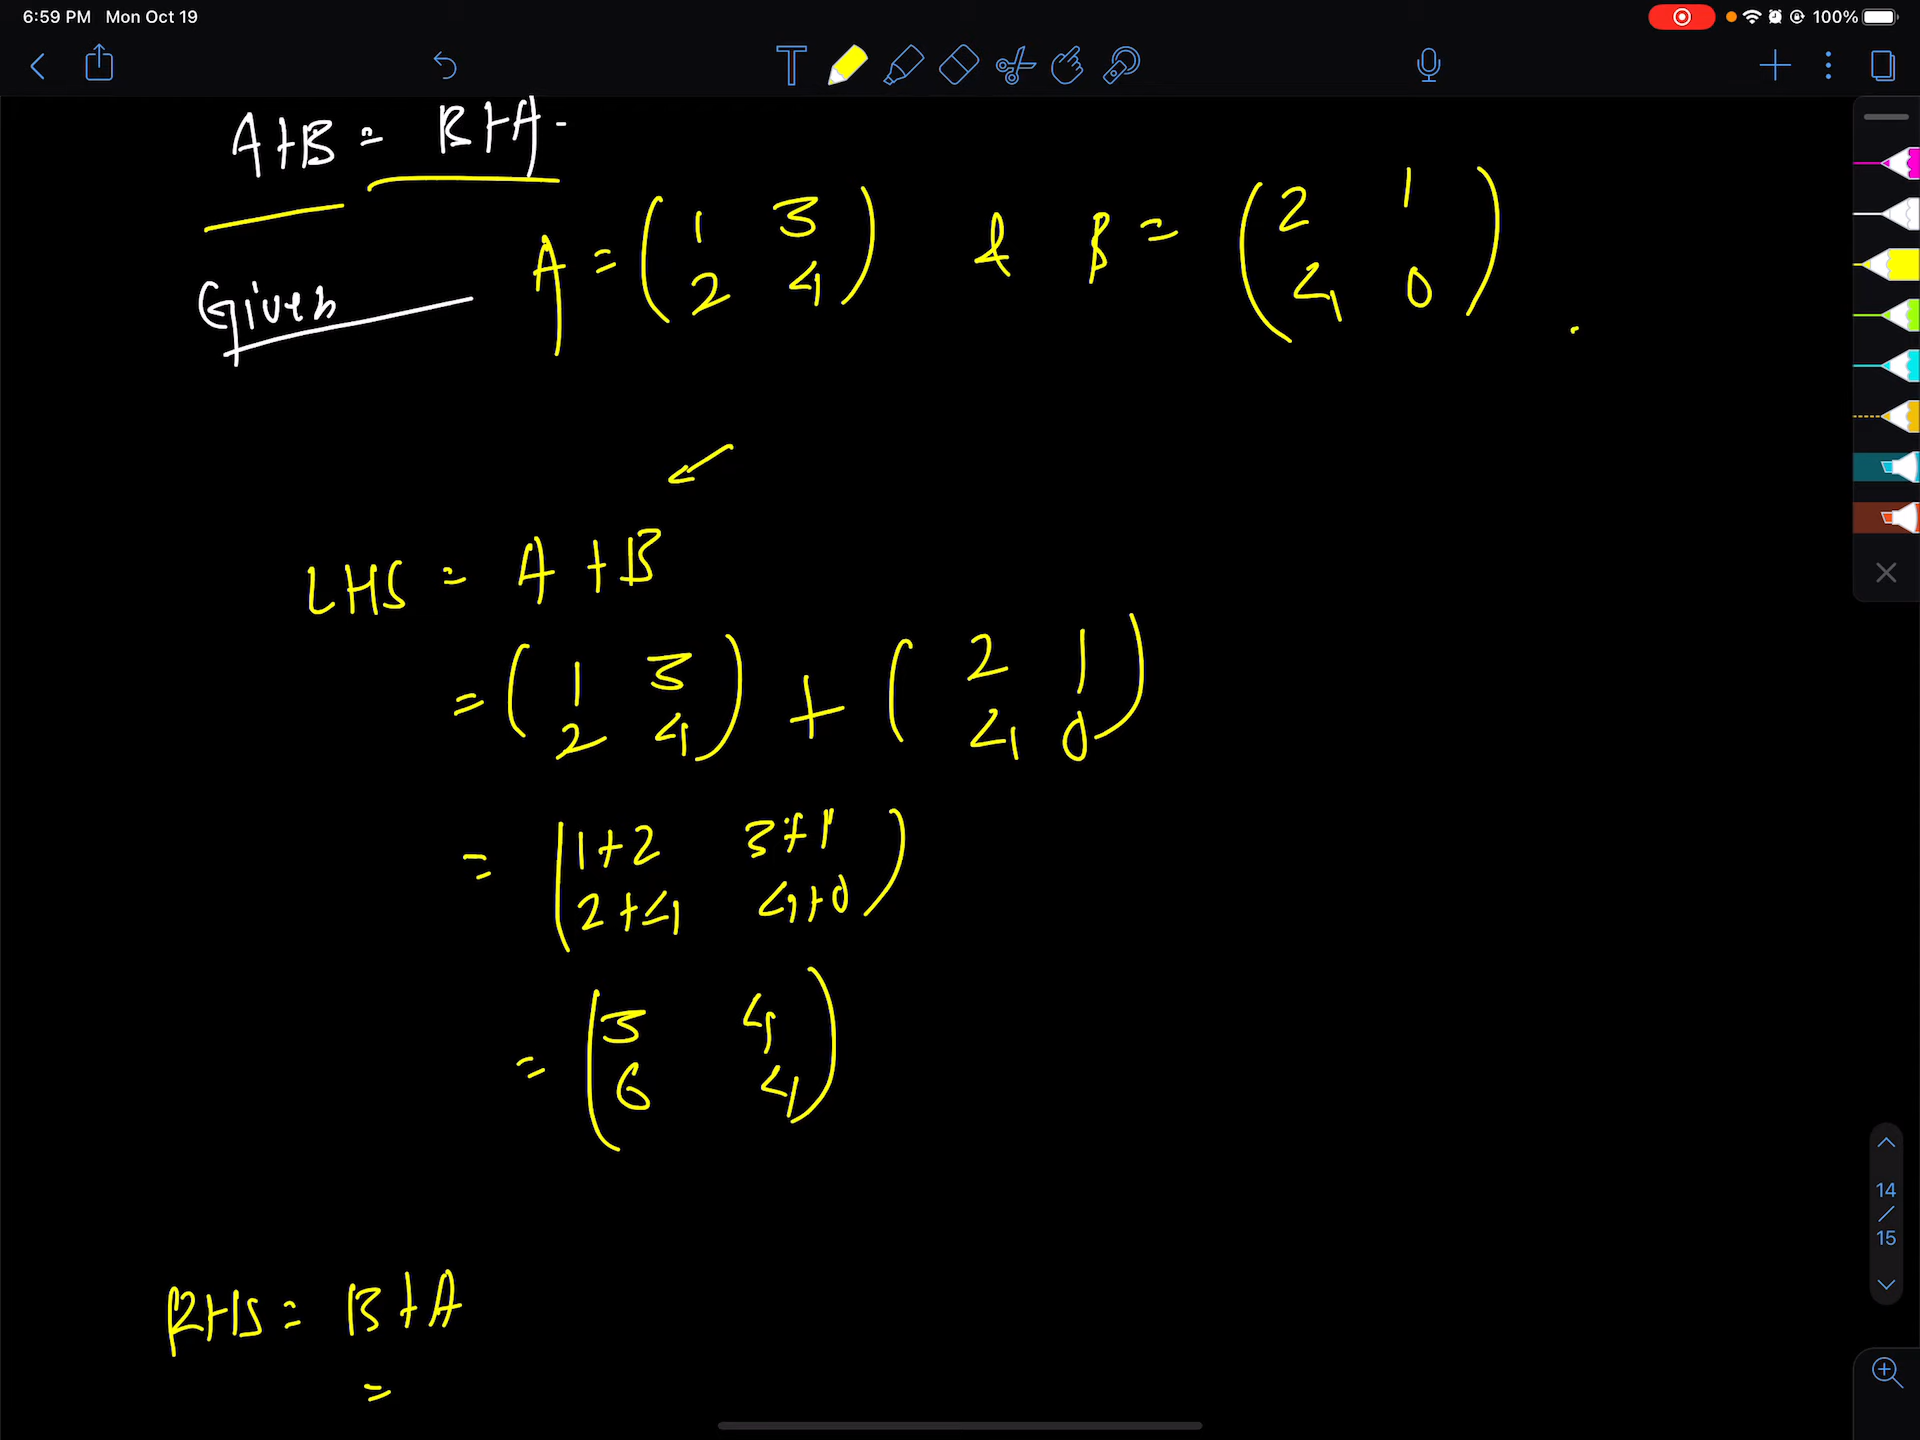 6:59 PM Mon Oct 19 100%
A+B = B+A
Given A = ( 1 3 & B = ( 2 1
2 4 ) 4 0 )
LHS = A + B
= ( 1 3 ) + ( 2 1 )
2 4 4 0
= ( 1+2 3+1 )
2+4 4+0
= ( 3 4 )
6 4
14
/
15
RHS = B+A
=